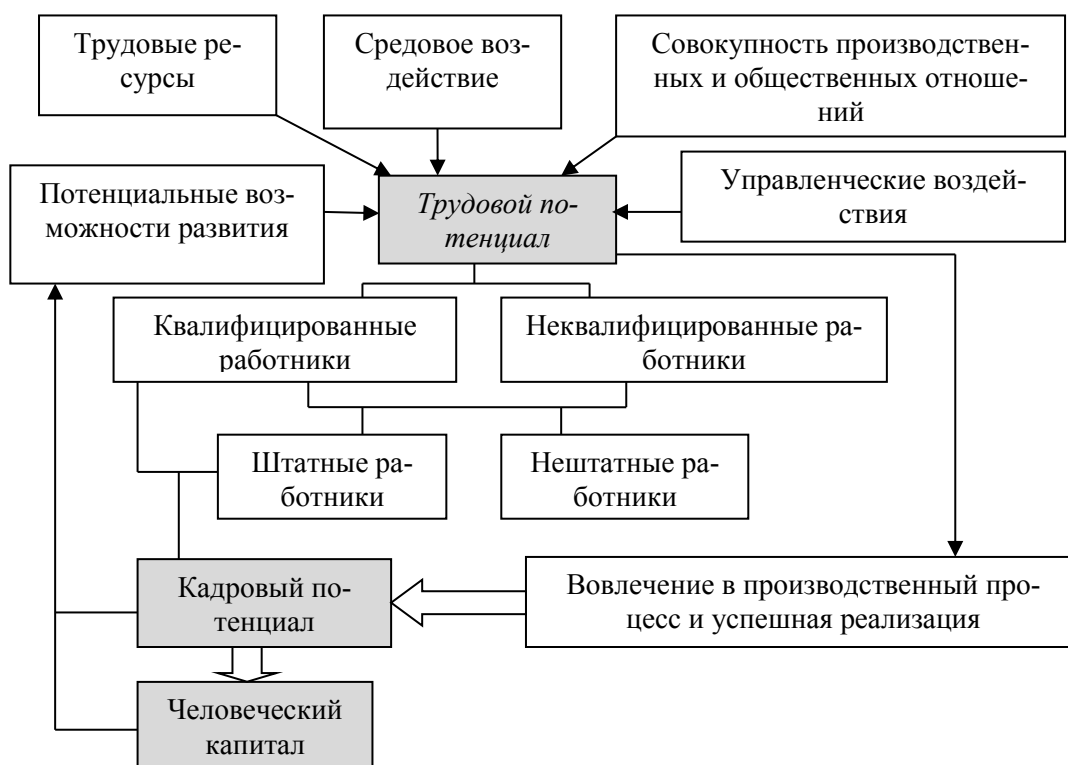 Трудовые ре-
сурсы
Средовое воз-
действие
Совокупность производствен-
ных и общественных отноше-
ний
Потенциальные воз-
можности развития
Трудовой по-
тенциал
Управленческие воздей-
ствия
Квалифицированные
работники
Неквалифицированные ра-
ботники
Штатные ра-
ботники
Нештатные ра-
ботники
Кадровый по-
тенциал
Вовлечение в производственный про-
цесс и успешная реализация
Человеческий
капитал